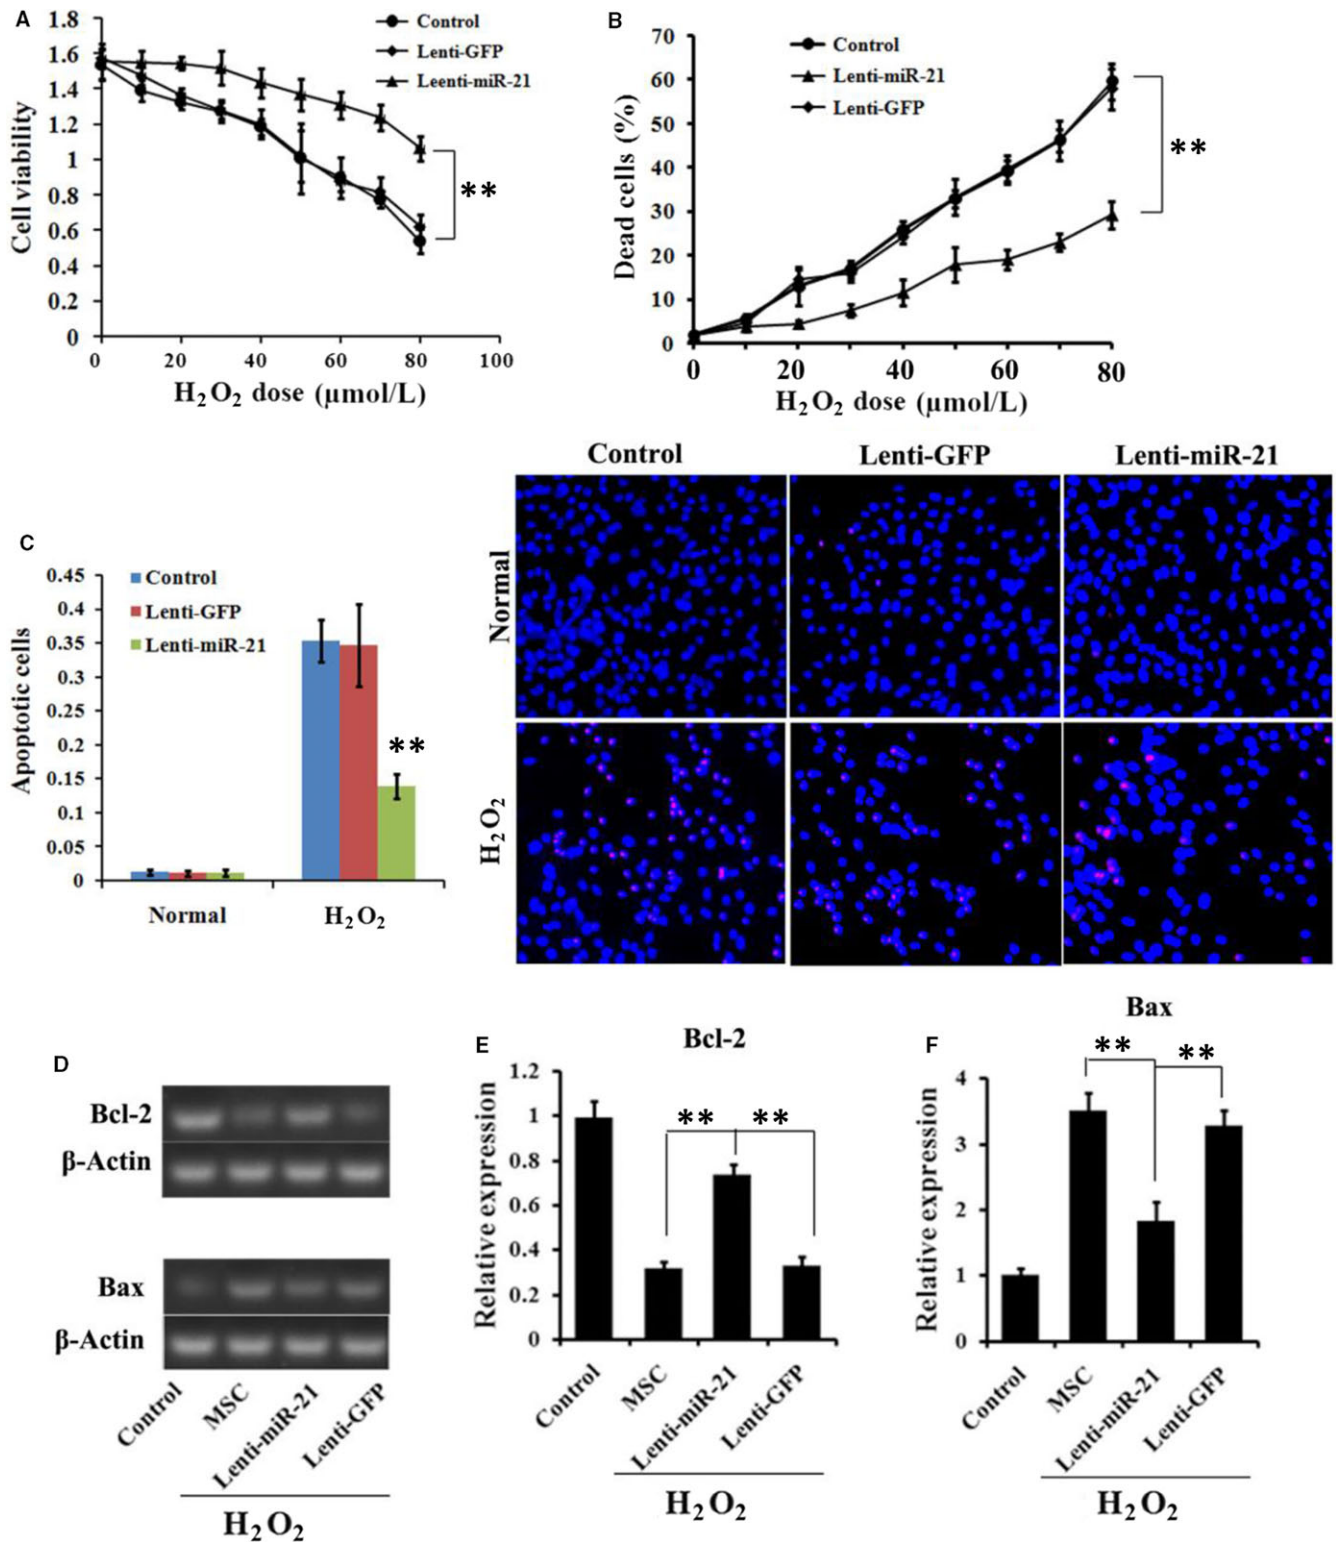 A
1.8
1.6
1.4
1.2
1
0.8
0.6
0.4
0.2
0
Cell viability
Control
Lenti-GFP
Leenti-miR-21
**
0 20 40 60 80 100
H₂O₂ dose (μmol/L)
B
70
60
50
40
30
20
10
0
Dead cells (%)
Control
Lenti-miR-21
Lenti-GFP
**
0 20 40 60 80
H₂O₂ dose (μmol/L)
C
0.45
0.4
0.35
0.3
0.25
0.2
0.15
0.1
0.05
0
Apoptotic cells
Control
Lenti-GFP
Lenti-miR-21
**
Normal H₂O₂
Control Lenti-GFP Lenti-miR-21
Normal
H₂O₂
D
Bcl-2
β-Actin
Bax
β-Actin
Control MSC Lenti-miR-21 Lenti-GFP
H₂O₂
E
Bcl-2
1.2
1
0.8
0.6
0.4
0.2
0
Relative expression
** **
Control MSC Lenti-miR-21 Lenti-GFP
H₂O₂
F
Bax
4
3
2
1
0
Relative expression
** **
Control MSC Lenti-miR-21 Lenti-GFP
H₂O₂